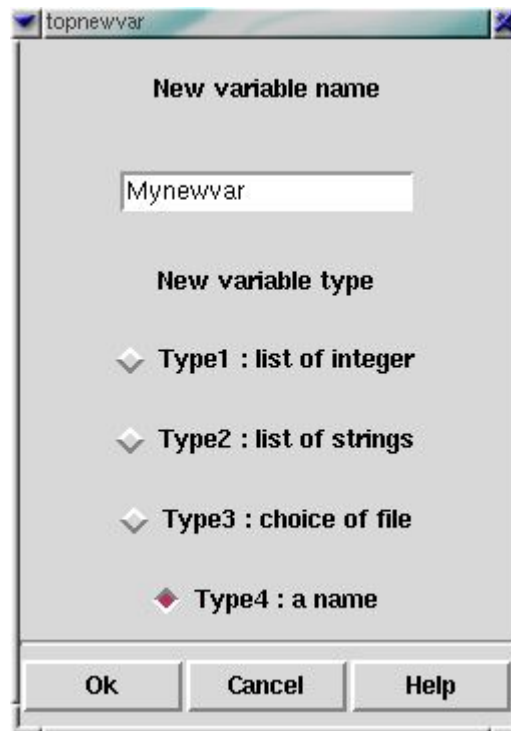 topnewvar
New variable name
Mynewvar
New variable type
Type1 : list of integer
Type2 : list of strings
Type3 : choice of file
Type4 : a name
Ok Cancel Help